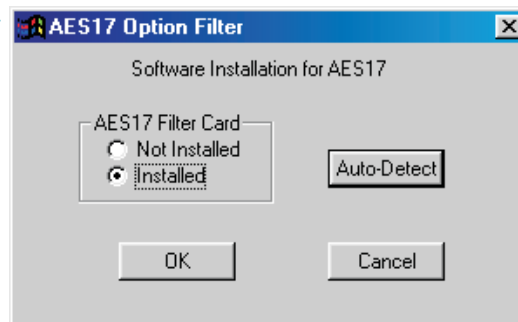 AES17 Option Filter
Software Installation for AES17
AES17 Filter Card
Not Installed
Installed
Auto-Detect
OK
Cancel